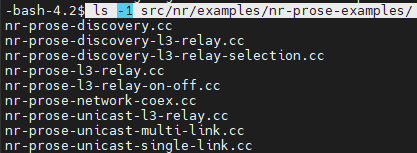 -bash-4.2$ ls -1 src/nr/examples/nr-prose-examples/
nr-prose-discovery.cc
nr-prose-discovery-l3-relay.cc
nr-prose-discovery-l3-relay-selection.cc
nr-prose-l3-relay.cc
nr-prose-l3-relay-on-off.cc
nr-prose-network-coex.cc
nr-prose-unicast-l3-relay.cc
nr-prose-unicast-multi-link.cc
nr-prose-unicast-single-link.cc